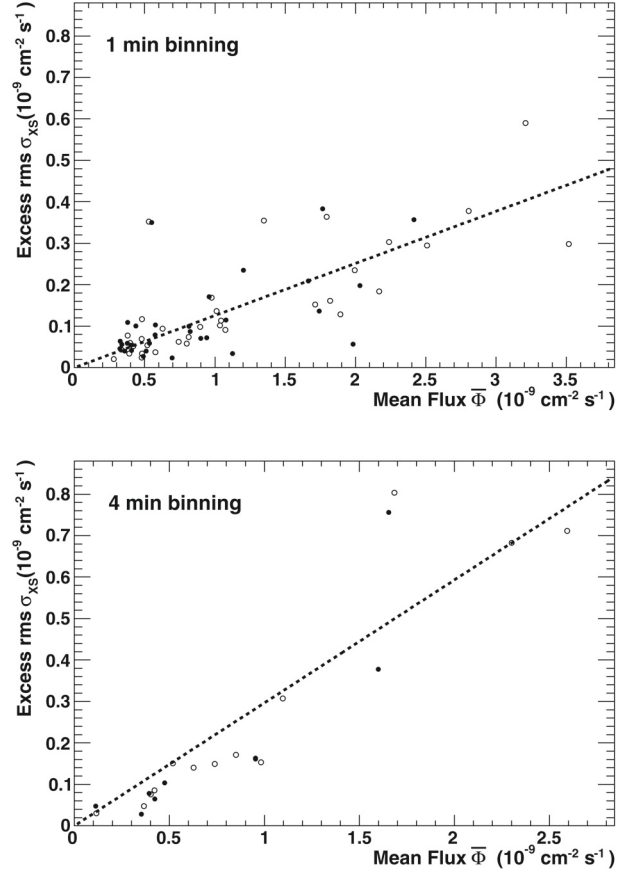 1 min binning
Excess rms σXS(10-9 cm-2 s-1)
0.8
0.7
0.6
0.5
0.4
0.3
0.2
0.1
0
0 0.5 1 1.5 2 2.5 3 3.5
Mean Flux Φ̅ (10-9 cm-2 s-1)
4 min binning
Excess rms σXS(10-9 cm-2 s-1)
0.8
0.7
0.6
0.5
0.4
0.3
0.2
0.1
0
0 0.5 1 1.5 2 2.5
Mean Flux Φ̅ (10-9 cm-2 s-1)